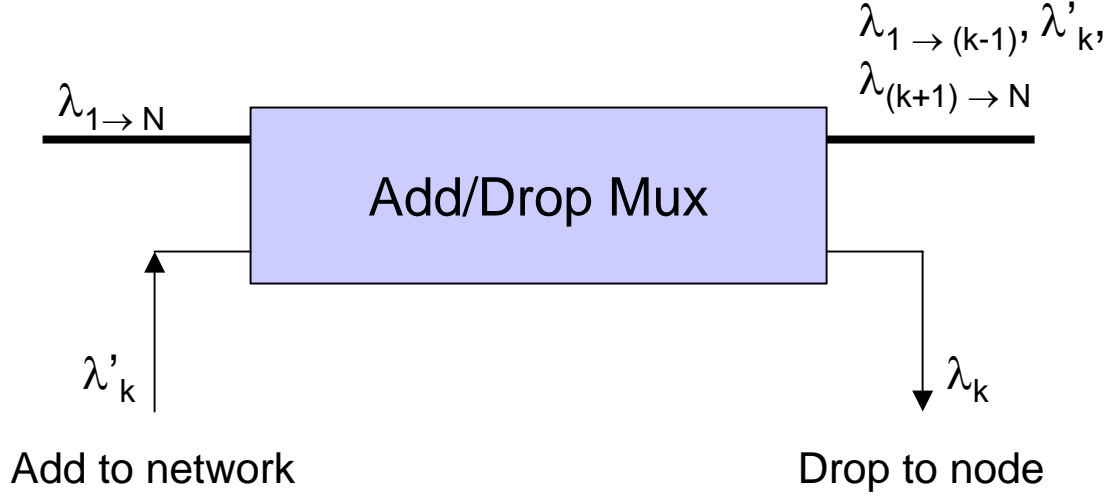 λ1→(k-1), λ’k,
λ(k+1)→N
λ1→N
Add/Drop Mux
λ’k
λk
Add to network
Drop to node